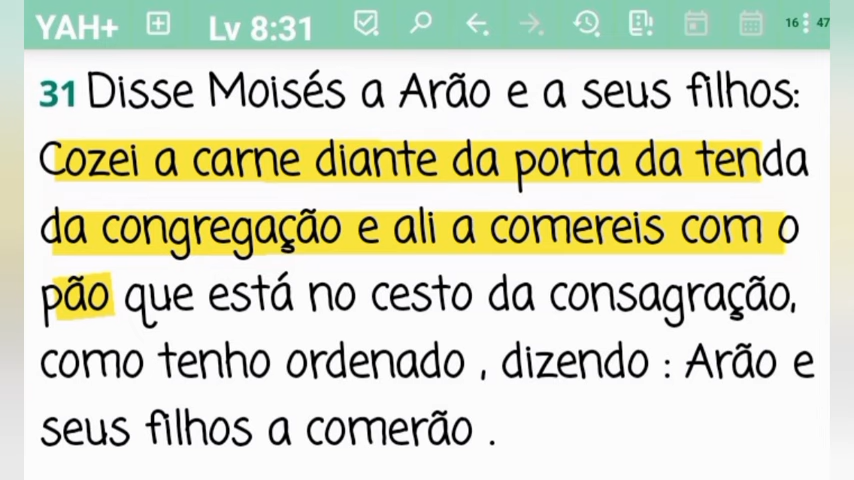 YAH+ Lv 8:31 16 47
31 Disse Moisés a Arão e a seus filhos:
Cozei a carne diante da porta da tenda
da congregação e ali a comereis com o
pão que está no cesto da consagração,
como tenho ordenado , dizendo : Arão e
seus filhos a comerão .